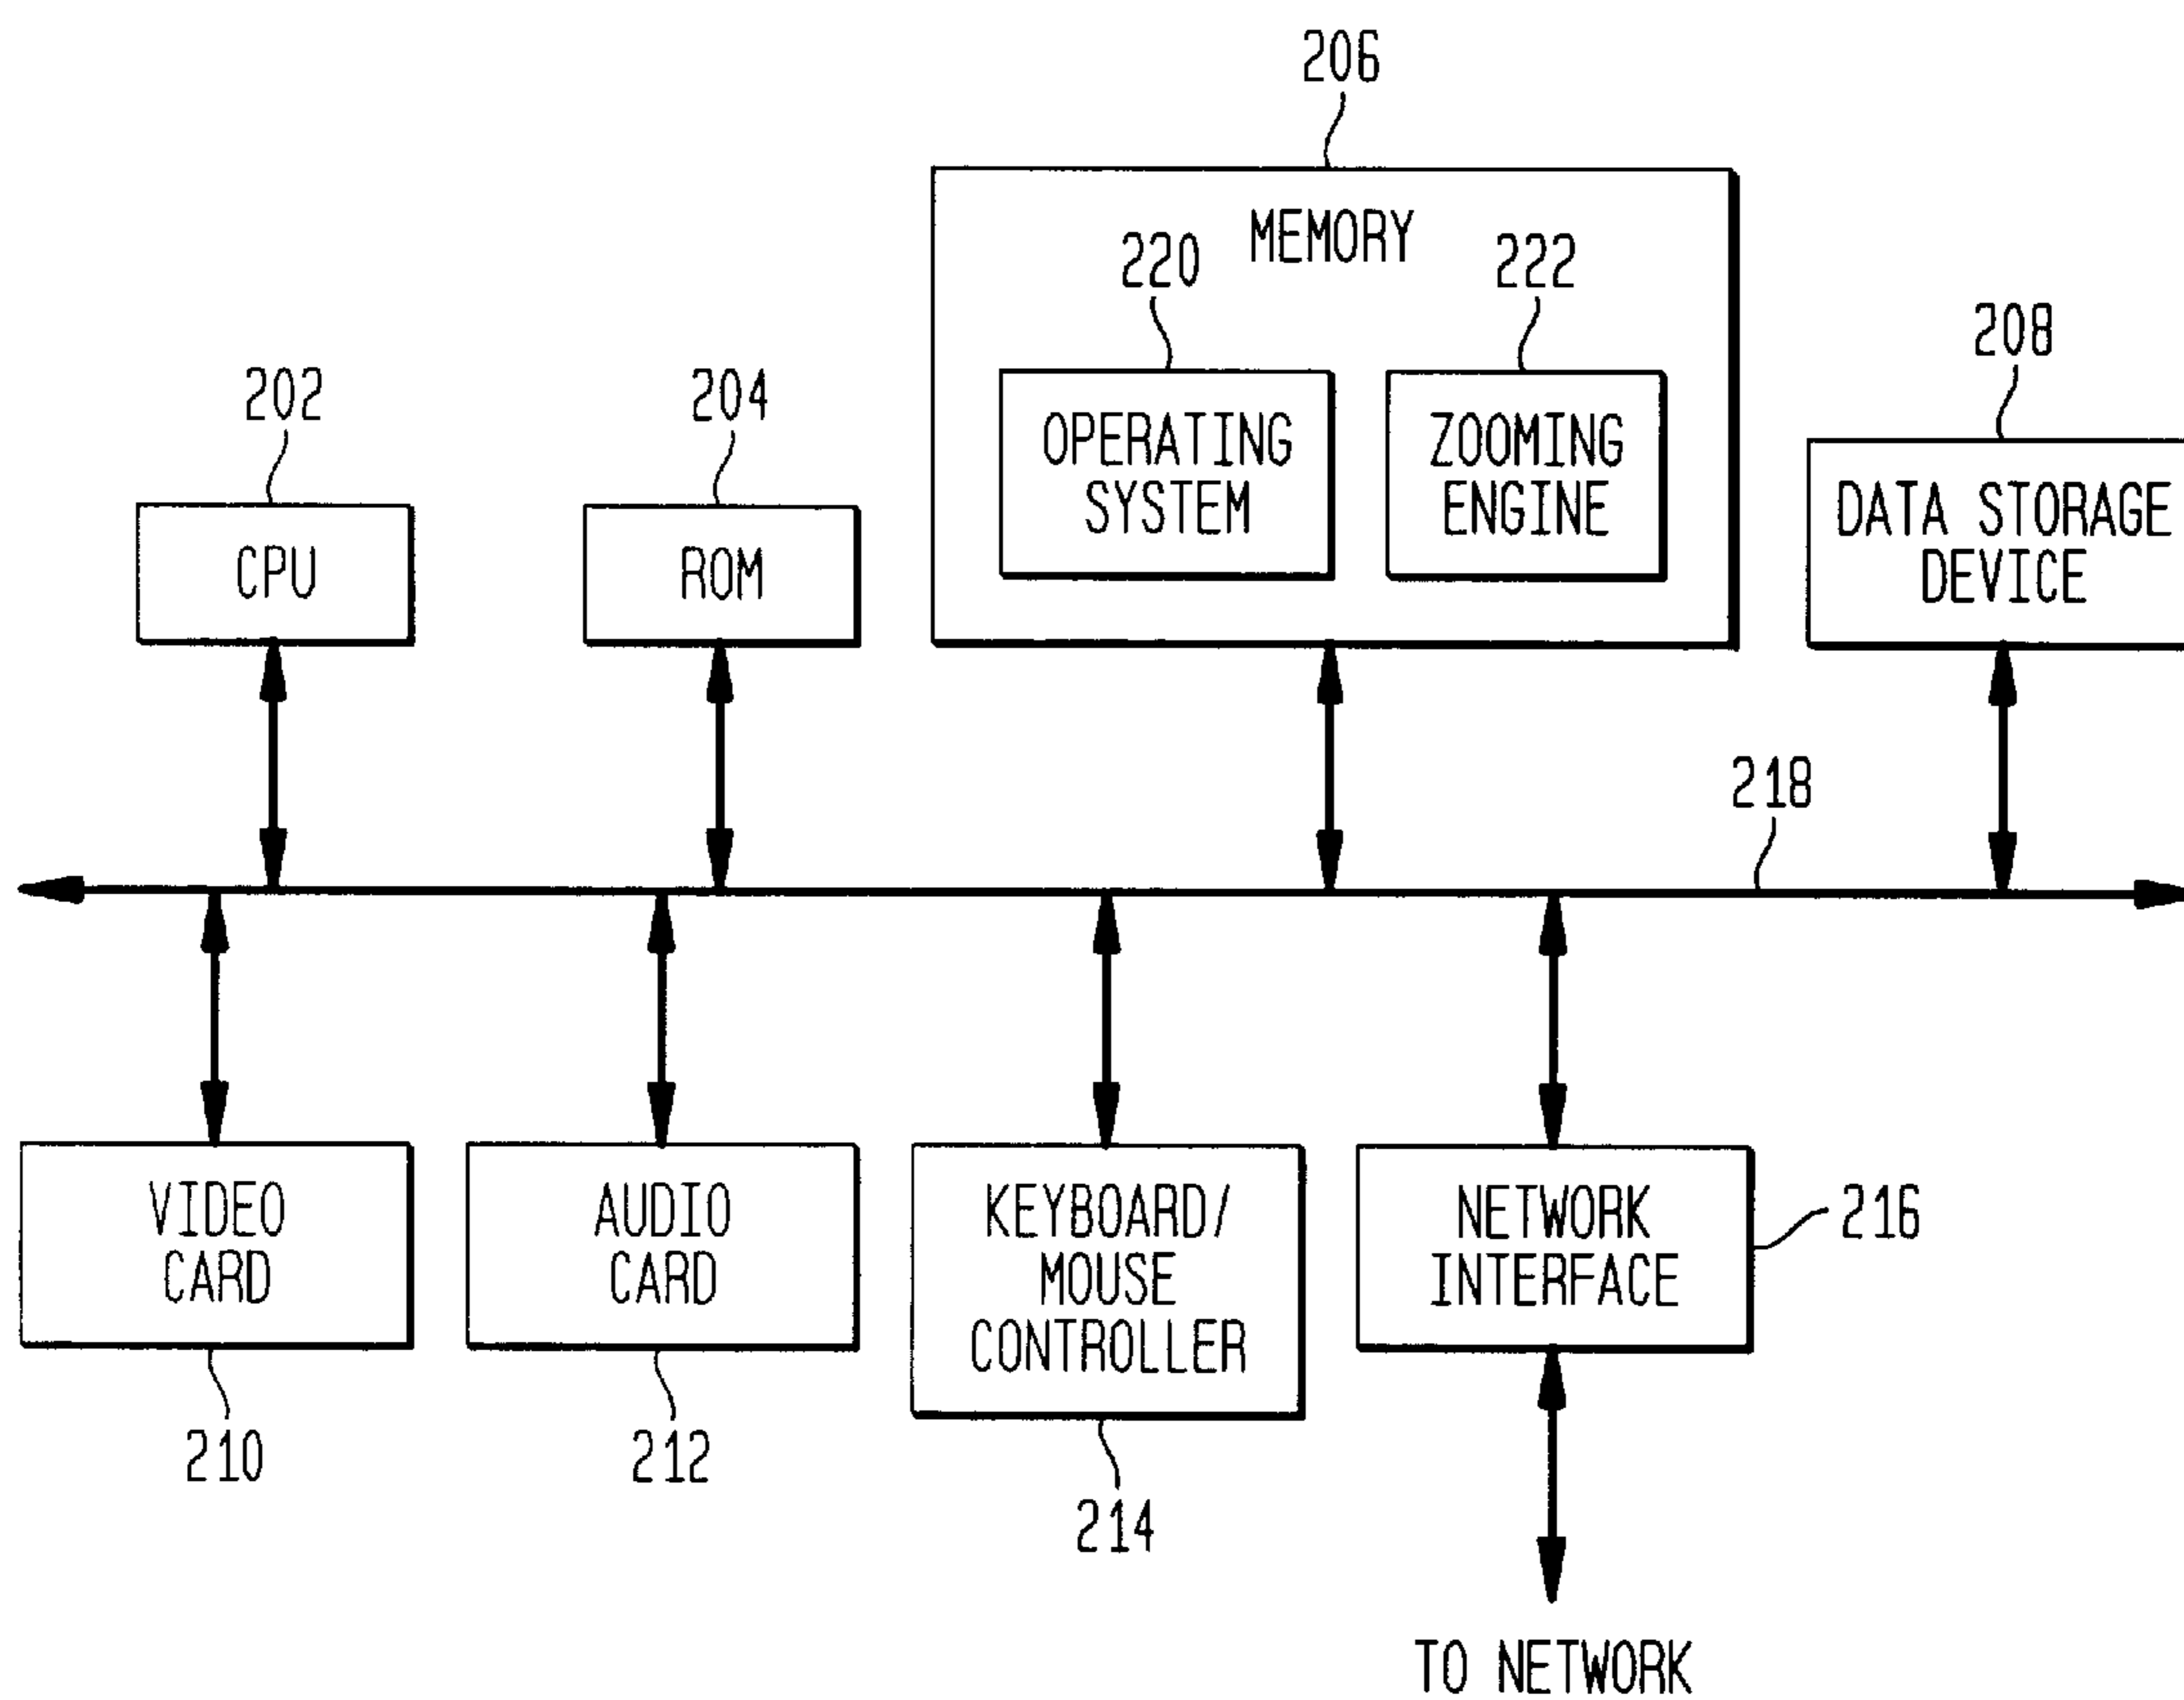 206
MEMORY
220
222
208
202
204
OPERATING
SYSTEM
ZOOMING
ENGINE
DATA STORAGE
DEVICE
CPU
ROM
218
VIDEO
CARD
AUDIO
CARD
KEYBOARD/
MOUSE
CONTROLLER
NETWORK
INTERFACE
216
210
212
214
TO NETWORK